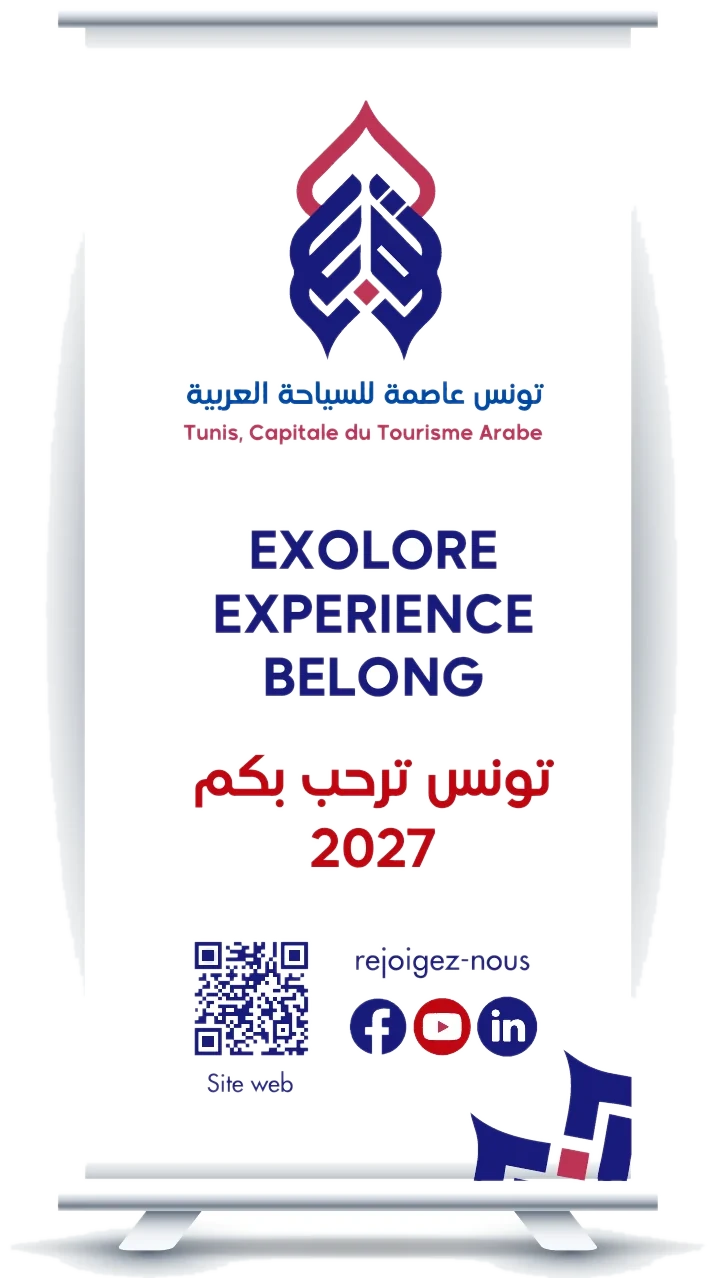 تونس عاصمة للسياحة العربية
Tunis, Capitale du Tourisme Arabe
EXOLORE
EXPERIENCE
BELONG
تونس ترحب بكم
2027
rejoigez-nous
Site web